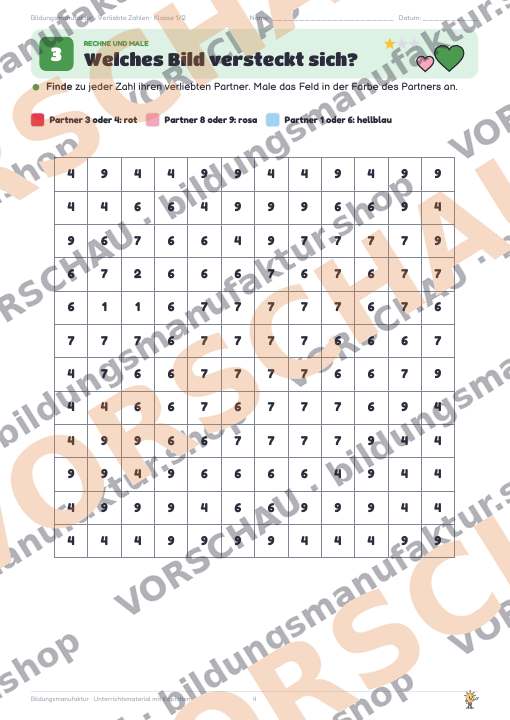 Bildungsmanufaktur · Verliebte Zahlen · Klasse 1/2 Name: Datum:
3
RECHNE UND MALE
Welches Bild versteckt sich?
Finde zu jeder Zahl ihren verliebten Partner. Male das Feld in der Farbe des Partners an.
Partner 3 oder 4: rot Partner 8 oder 9: rosa Partner 1 oder 6: hellblau
4 9 4 4 9 9 4 4 9 4 9 9
4 4 6 6 4 9 9 9 6 6 9 4
9 6 7 6 6 4 9 7 7 7 7 9
6 7 2 6 6 6 7 6 7 6 7 7
6 1 1 6 7 7 7 7 7 6 7 6
7 7 7 6 7 7 7 7 6 6 6 7
4 7 6 6 7 7 7 7 6 6 7 9
4 4 6 6 7 6 7 7 7 6 9 4
4 9 9 6 6 7 7 7 7 9 4 4
9 9 4 9 6 6 6 6 4 9 4 4
4 9 9 9 4 6 6 9 9 9 4 4
4 4 4 9 9 9 9 4 4 4 9 9
VORSCHAU · bildungsmanufaktur.shop
VORSCHAU